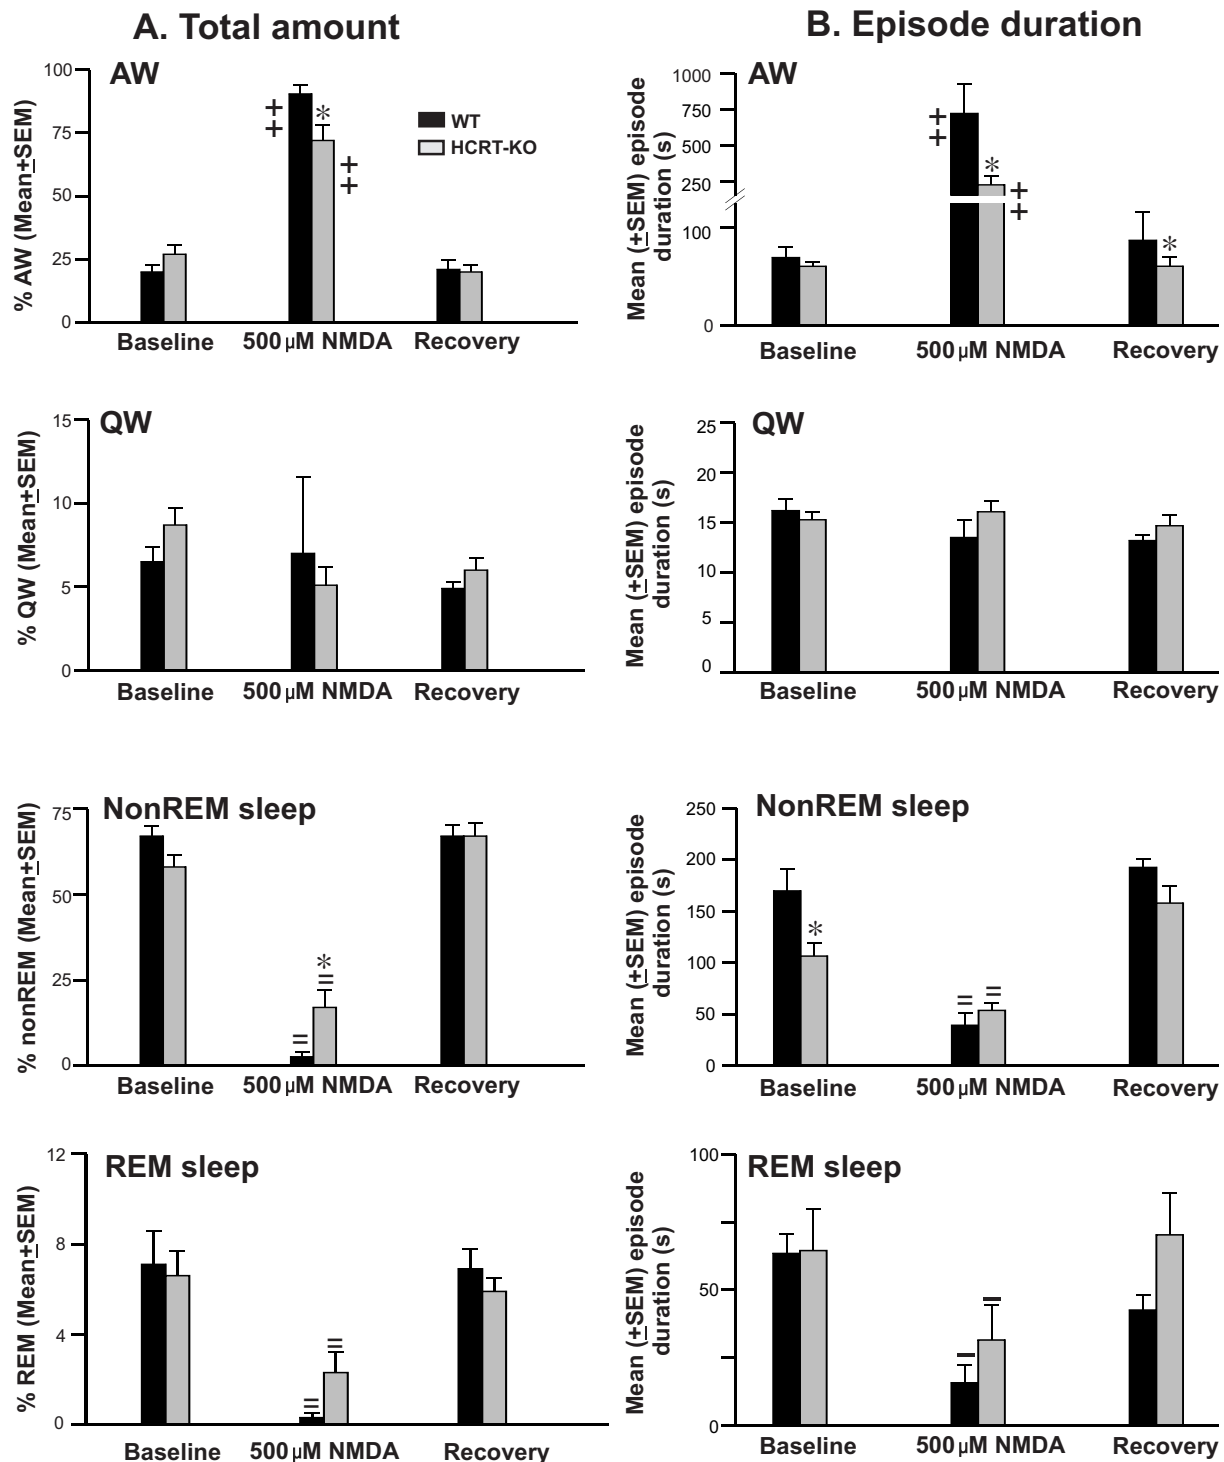 A. Total amount
AW
% AW (Mean±SEM)
100
75
50
25
0
++
*
++
WT
HCRT-KO
Baseline
500 µM NMDA
Recovery
QW
% QW (Mean±SEM)
15
10
5
0
Baseline
500 µM NMDA
Recovery
NonREM sleep
% nonREM (Mean±SEM)
75
50
25
0
=
*
=
Baseline
500 µM NMDA
Recovery
REM sleep
% REM (Mean±SEM)
12
8
4
0
=
=
Baseline
500 µM NMDA
Recovery
B. Episode duration
AW
Mean (±SEM) episode
duration (s)
1000
750
500
250
100
0
++
*
++
*
Baseline
500 µM NMDA
Recovery
QW
Mean (±SEM) episode
duration (s)
25
20
15
10
5
0
Baseline
500 µM NMDA
Recovery
NonREM sleep
Mean (±SEM) episode
duration (s)
250
200
150
100
50
0
*
=
=
Baseline
500 µM NMDA
Recovery
REM sleep
Mean (±SEM) episode
duration (s)
100
50
0
–
–
Baseline
500 µM NMDA
Recovery